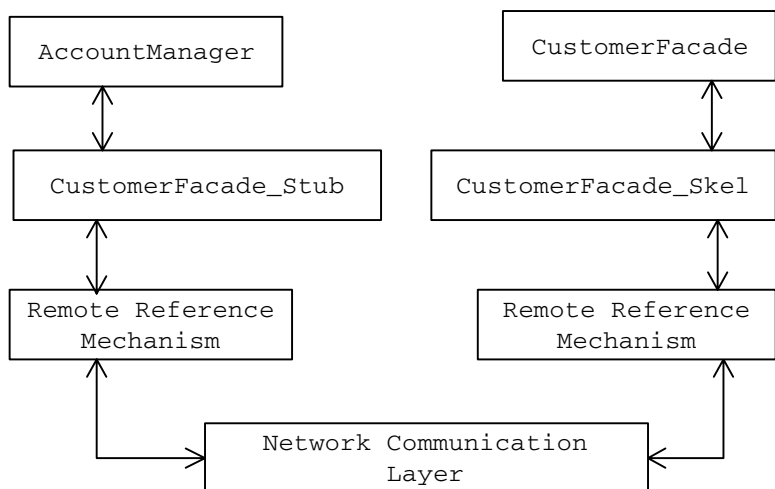 AccountManager
CustomerFacade
CustomerFacade_Stub
CustomerFacade_Skel
Remote Reference
Mechanism
Remote Reference
Mechanism
Network Communication
Layer